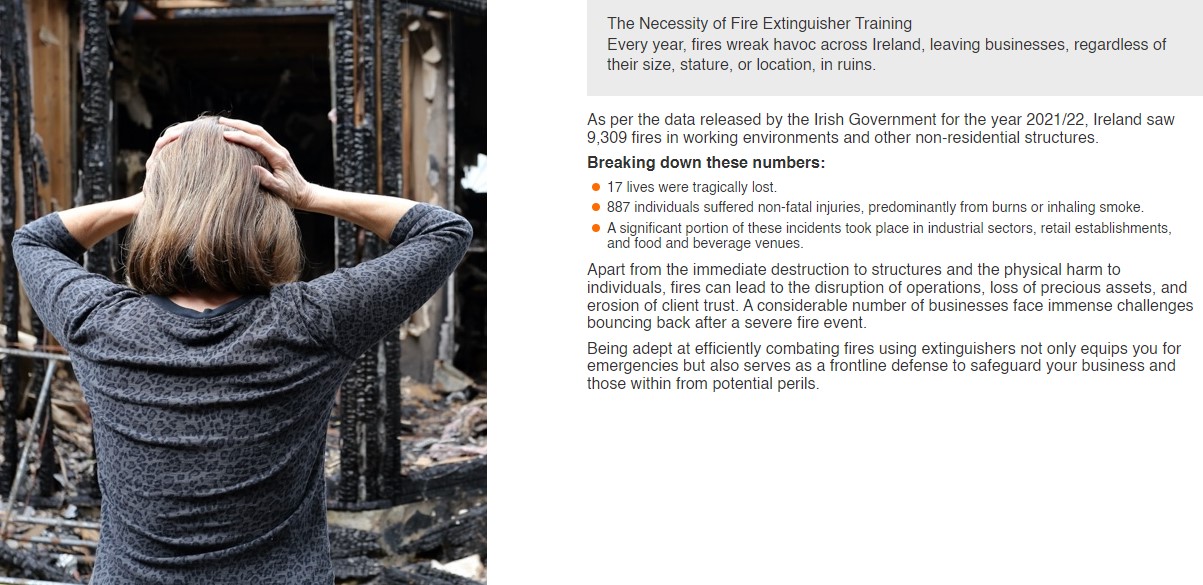 The Necessity of Fire Extinguisher Training
Every year, fires wreak havoc across Ireland, leaving businesses, regardless of
their size, stature, or location, in ruins.
As per the data released by the Irish Government for the year 2021/22, Ireland saw
9,309 fires in working environments and other non-residential structures.
Breaking down these numbers:
17 lives were tragically lost.
887 individuals suffered non-fatal injuries, predominantly from burns or inhaling smoke.
A significant portion of these incidents took place in industrial sectors, retail establishments,
and food and beverage venues.
Apart from the immediate destruction to structures and the physical harm to
individuals, fires can lead to the disruption of operations, loss of precious assets, and
erosion of client trust. A considerable number of businesses face immense challenges
bouncing back after a severe fire event.
Being adept at efficiently combating fires using extinguishers not only equips you for
emergencies but also serves as a frontline defense to safeguard your business and
those within from potential perils.